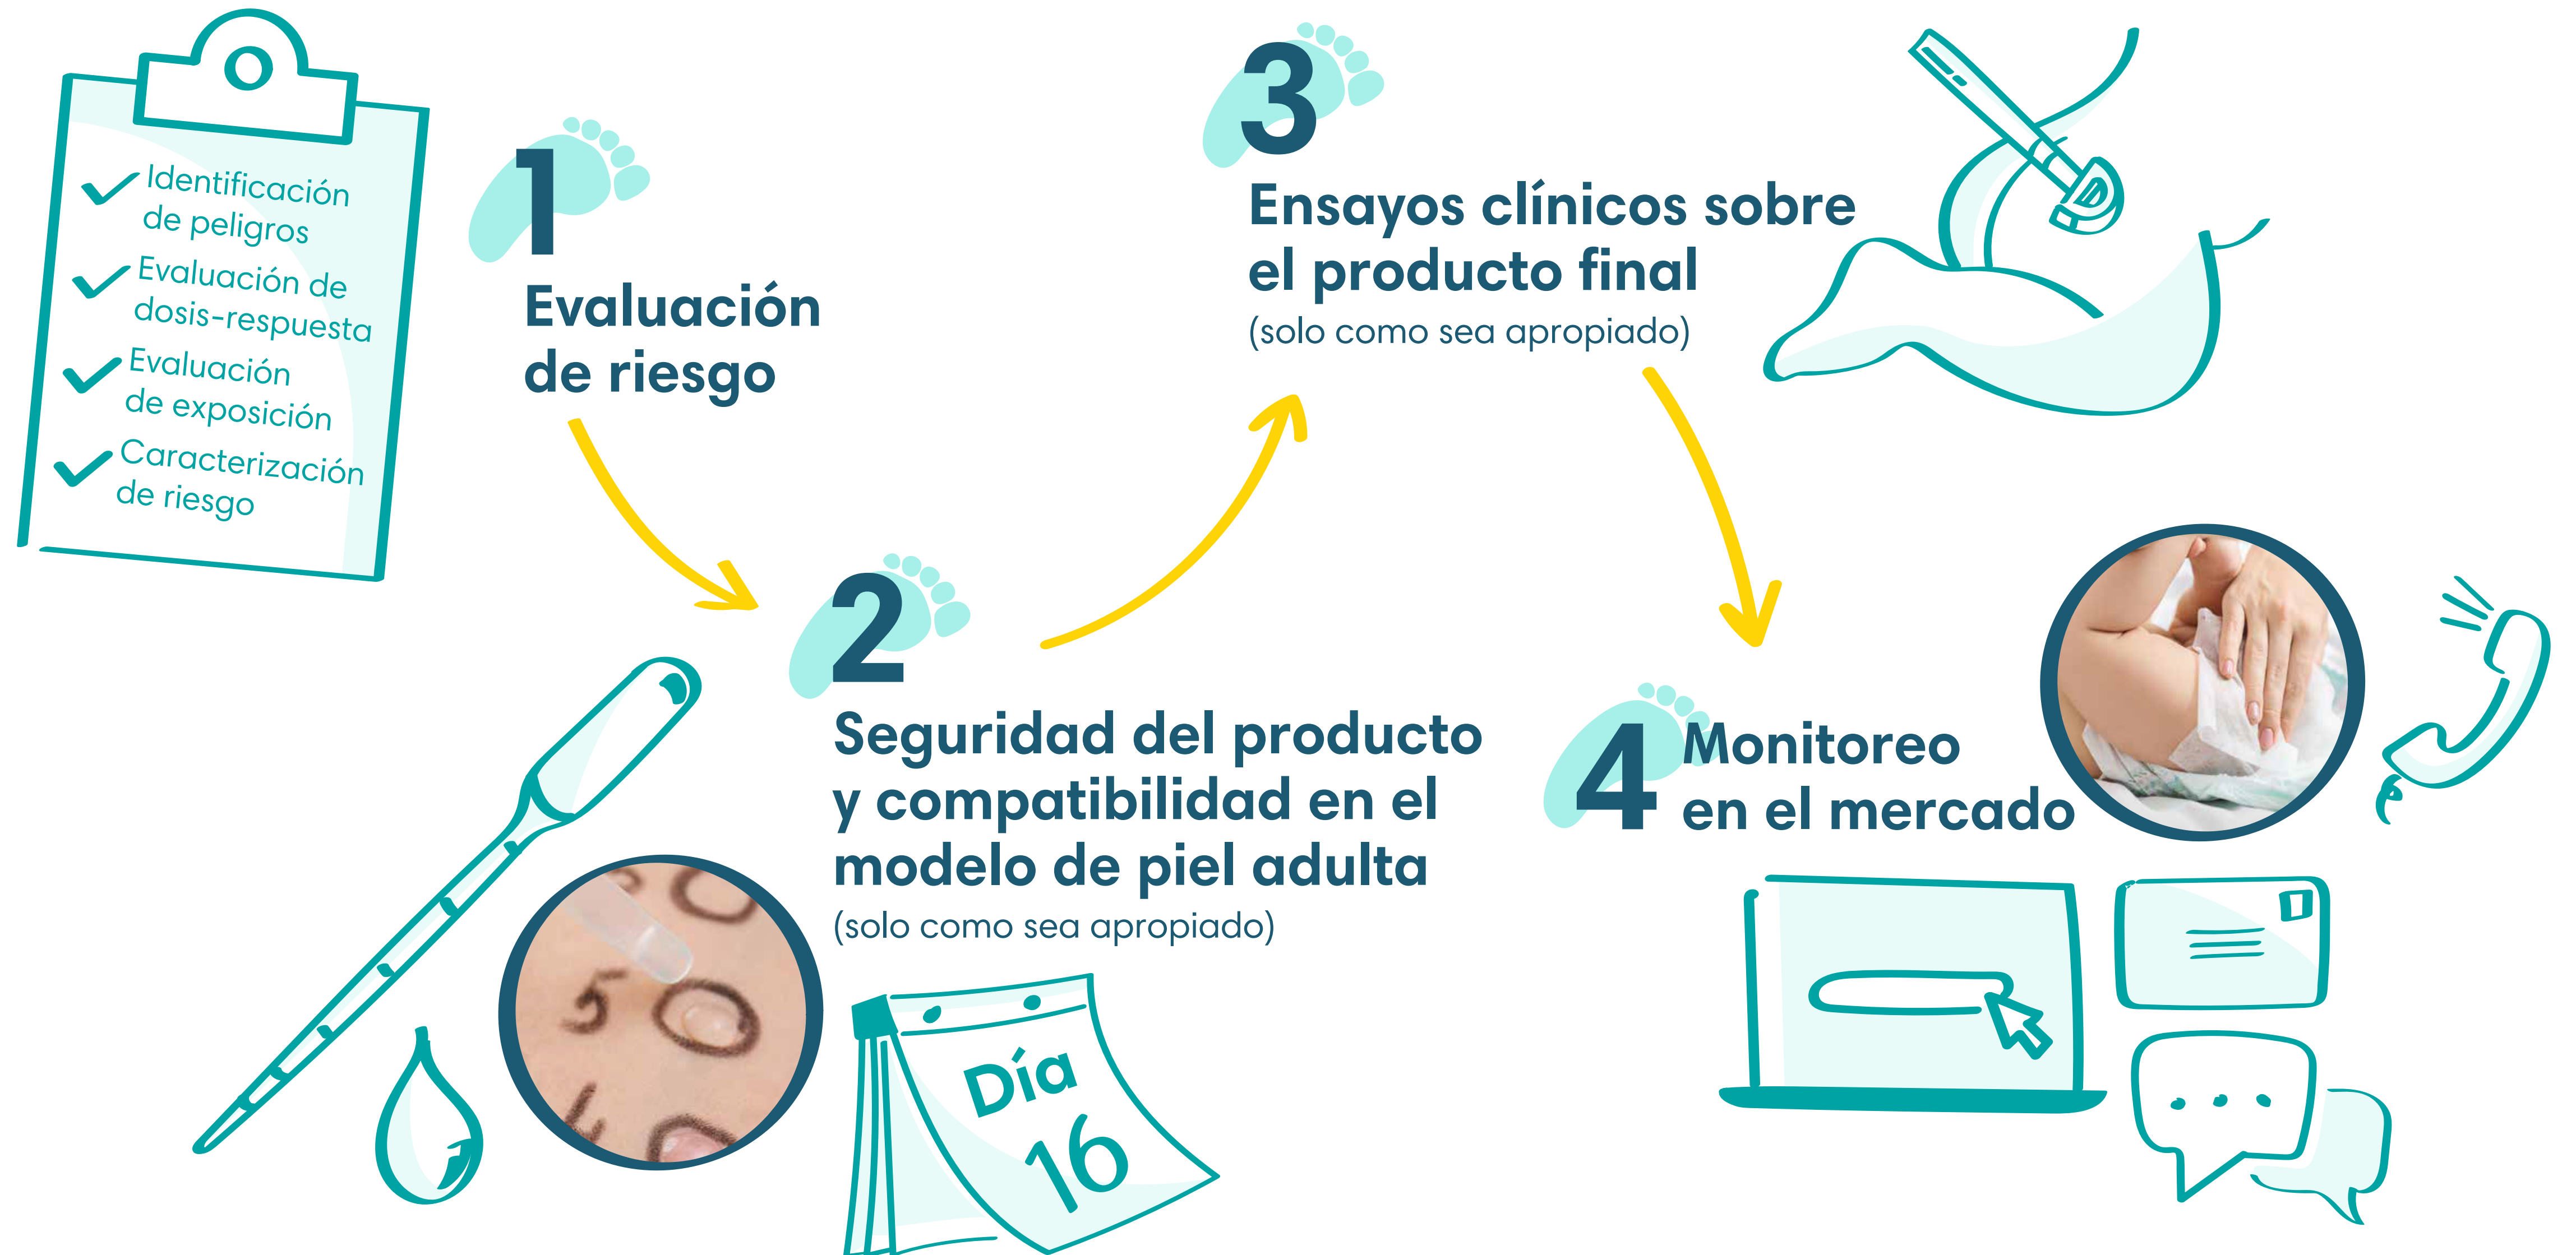 Identificación
de peligros
Evaluación de
dosis-respuesta
Evaluación
de exposición
Caracterización
de riesgo
1
Evaluación
de riesgo
2
Seguridad del producto
y compatibilidad en el
modelo de piel adulta
(solo como sea apropiado)
50
Día
16
3
Ensayos clínicos sobre
el producto final
(solo como sea apropiado)
4
Monitoreo
en el mercado